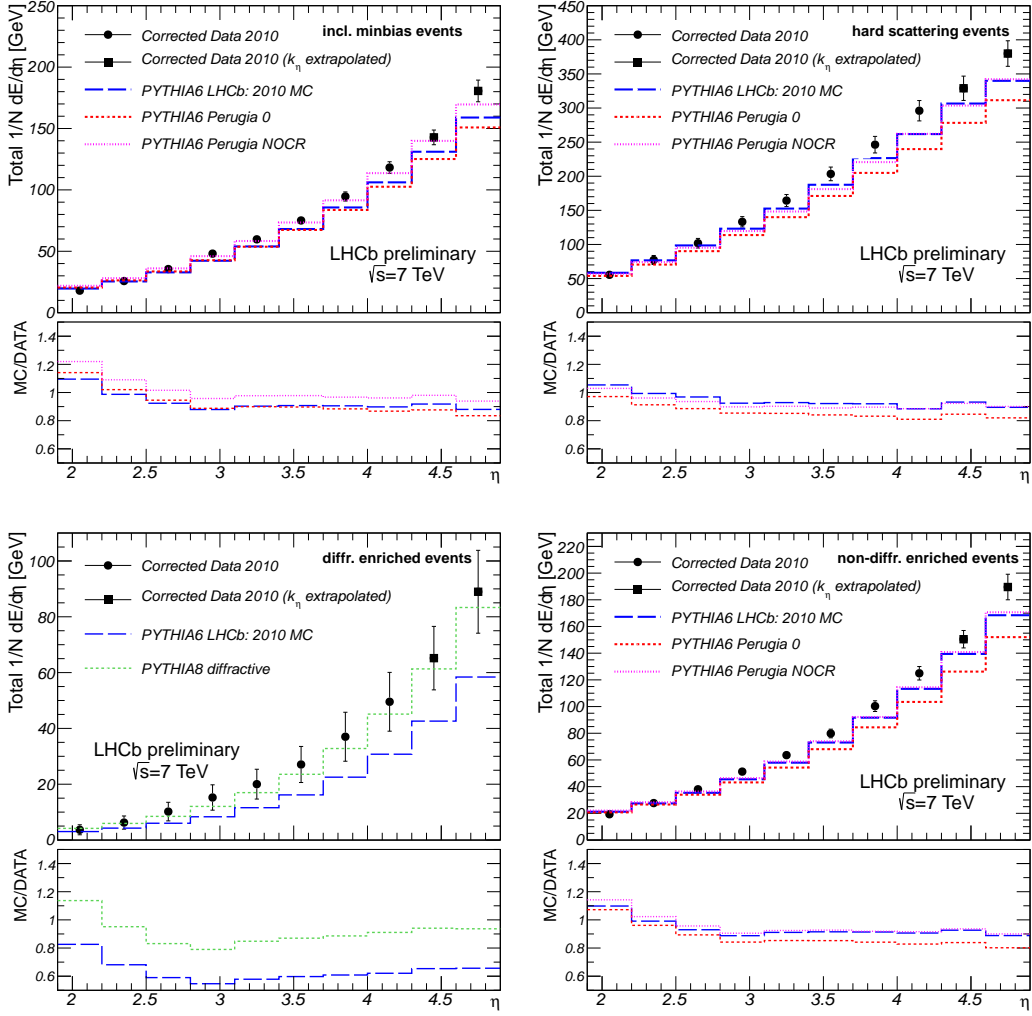 Total 1/N dE/dη [GeV]
250
200
150
100
50
0
incl. minbias events
Corrected Data 2010
Corrected Data 2010 (kη extrapolated)
PYTHIA6 LHCb: 2010 MC
PYTHIA6 Perugia 0
PYTHIA6 Perugia NOCR
LHCb preliminary
√s=7 TeV
MC/DATA
1.4
1.2
1
0.8
0.6
2 2.5 3 3.5 4 4.5 η
Total 1/N dE/dη [GeV]
450
400
350
300
250
200
150
100
50
0
hard scattering events
Corrected Data 2010
Corrected Data 2010 (kη extrapolated)
PYTHIA6 LHCb: 2010 MC
PYTHIA6 Perugia 0
PYTHIA6 Perugia NOCR
LHCb preliminary
√s=7 TeV
MC/DATA
1.4
1.2
1
0.8
0.6
2 2.5 3 3.5 4 4.5 η
Total 1/N dE/dη [GeV]
100
80
60
40
20
0
diffr. enriched events
Corrected Data 2010
Corrected Data 2010 (kη extrapolated)
PYTHIA6 LHCb: 2010 MC
PYTHIA8 diffractive
LHCb preliminary
√s=7 TeV
MC/DATA
1.4
1.2
1
0.8
0.6
2 2.5 3 3.5 4 4.5 η
Total 1/N dE/dη [GeV]
220
200
180
160
140
120
100
80
60
40
20
0
non-diffr. enriched events
Corrected Data 2010
Corrected Data 2010 (kη extrapolated)
PYTHIA6 LHCb: 2010 MC
PYTHIA6 Perugia 0
PYTHIA6 Perugia NOCR
LHCb preliminary
√s=7 TeV
MC/DATA
1.4
1.2
1
0.8
0.6
2 2.5 3 3.5 4 4.5 η